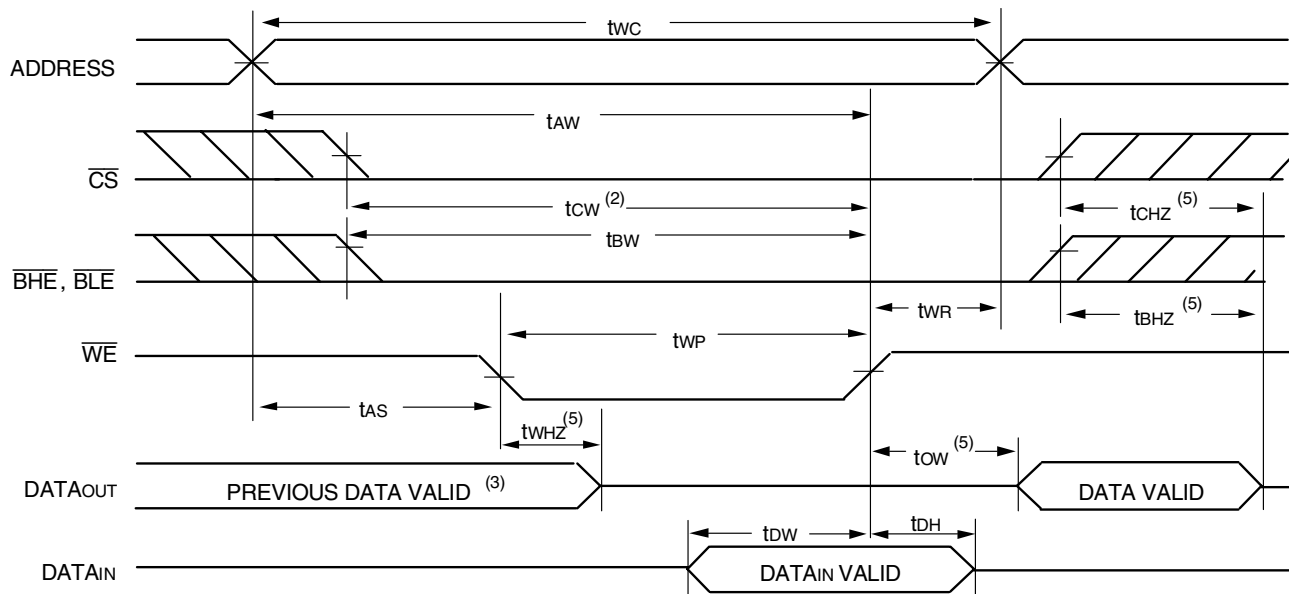 tWC
ADDRESS
tAW
CS
tCW (2)
tCHZ (5)
tBW
BHE, BLE
tWR
tBHZ (5)
tWP
WE
tAS
tWHZ (5)
tOW (5)
DATAOUT
PREVIOUS DATA VALID (3)
DATA VALID
tDW
tDH
DATAIN
DATAIN VALID